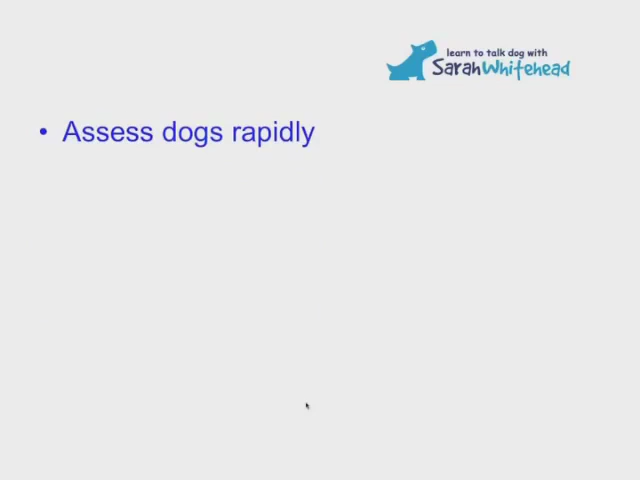 learn to talk dog with
SarahWhitehead
• Assess dogs rapidly